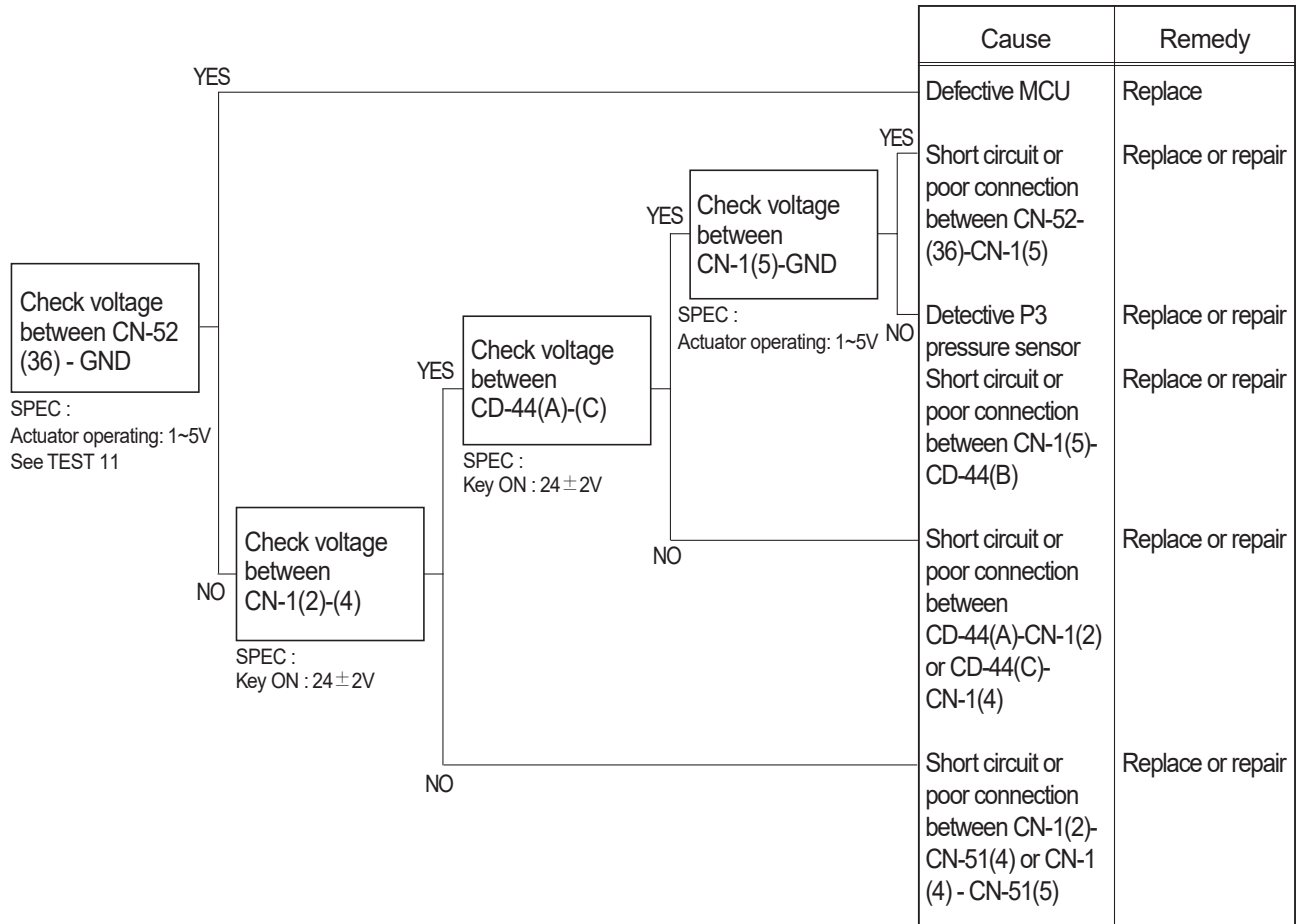 Cause
Remedy
YES
Defective MCU
Replace
YES
Short circuit or
poor connection
between CN-52-
(36)-CN-1(5)
Replace or repair
YES
Check voltage
between
CN-1(5)-GND
SPEC :
Actuator operating: 1~5V
NO
Detective P3
pressure sensor
Replace or repair
Short circuit or
poor connection
between CN-1(5)-
CD-44(B)
Replace or repair
Check voltage
between CN-52
(36) - GND
SPEC :
Actuator operating: 1~5V
See TEST 11
YES
Check voltage
between
CD-44(A)-(C)
SPEC :
Key ON : 24±2V
NO
Short circuit or
poor connection
between
CD-44(A)-CN-1(2)
or CD-44(C)-
CN-1(4)
Replace or repair
NO
Check voltage
between
CN-1(2)-(4)
SPEC :
Key ON : 24±2V
NO
Short circuit or
poor connection
between CN-1(2)-
CN-51(4) or CN-1
(4) - CN-51(5)
Replace or repair